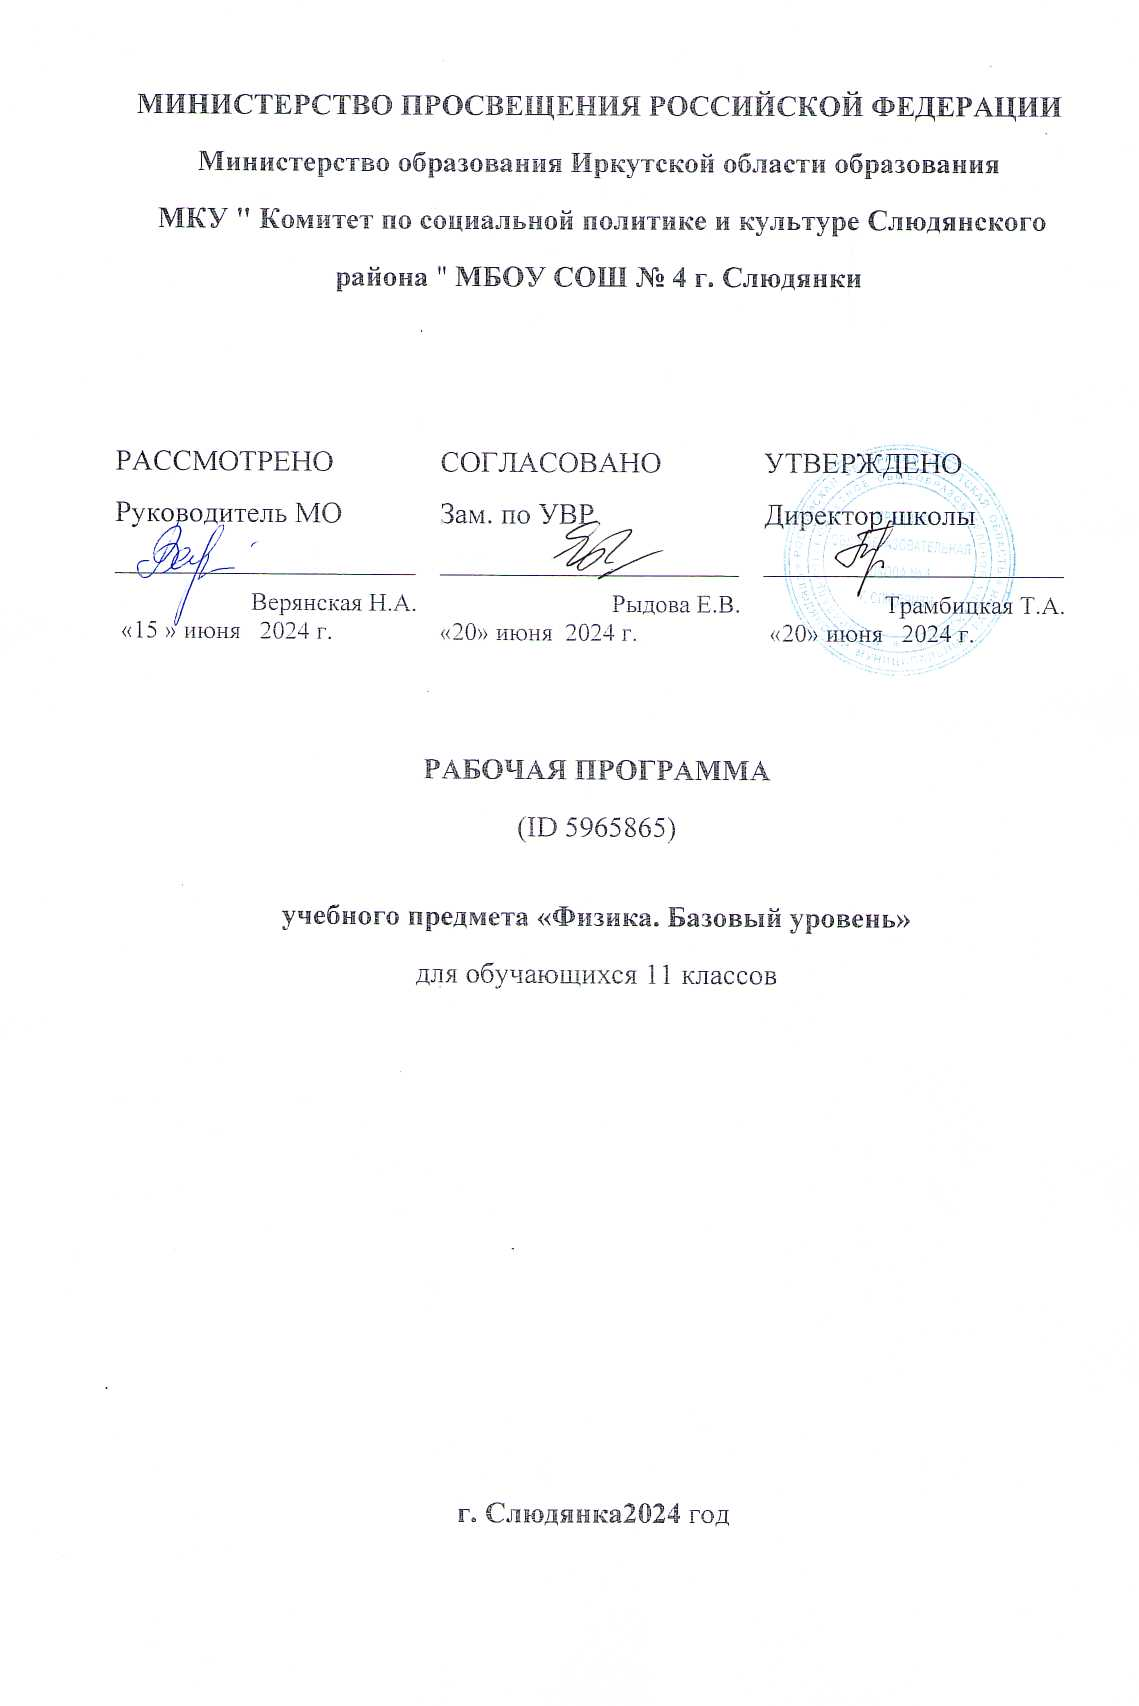 МИНИСТЕРСТВО ПРОСВЕЩЕНИЯ РОССИЙСКОЙ ФЕДЕРАЦИИ
Министерство образования Иркутской области образования
МКУ " Комитет по социальной политике и культуре Слюдянского
района " МБОУ СОШ № 4 г. Слюдянки
РАССМОТРЕНО СОГЛАСОВАНО УТВЕРЖДЕНО
Руководитель МО Зам. по УВР Директор школы
Верянская Н.А. Рыдова Е.В. Трамбицкая Т.А.
«15 » июня 2024 г. «20» июня 2024 г. «20» июня 2024 г.
РАБОЧАЯ ПРОГРАММА
(ID 5965865)
учебного предмета «Физика. Базовый уровень»
для обучающихся 11 классов
г. Слюдянка2024 год